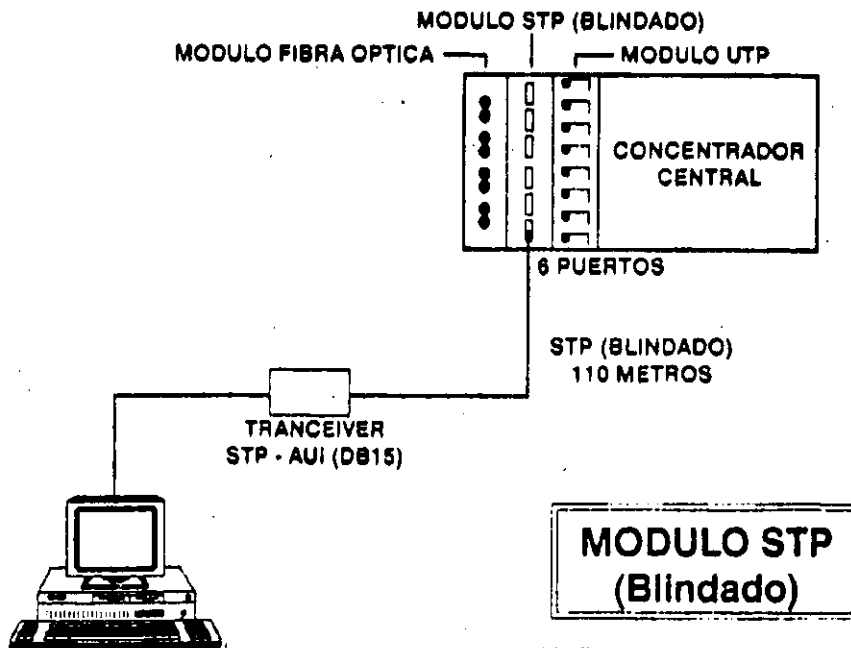 MODULO STP (BLINDADO)
MODULO FIBRA OPTICA
MODULO UTP
CONCENTRADOR
CENTRAL
6 PUERTOS
STP (BLINDADO)
110 METROS
TRANCEIVER
STP - AUI (DB15)
MODULO STP
(Blindado)